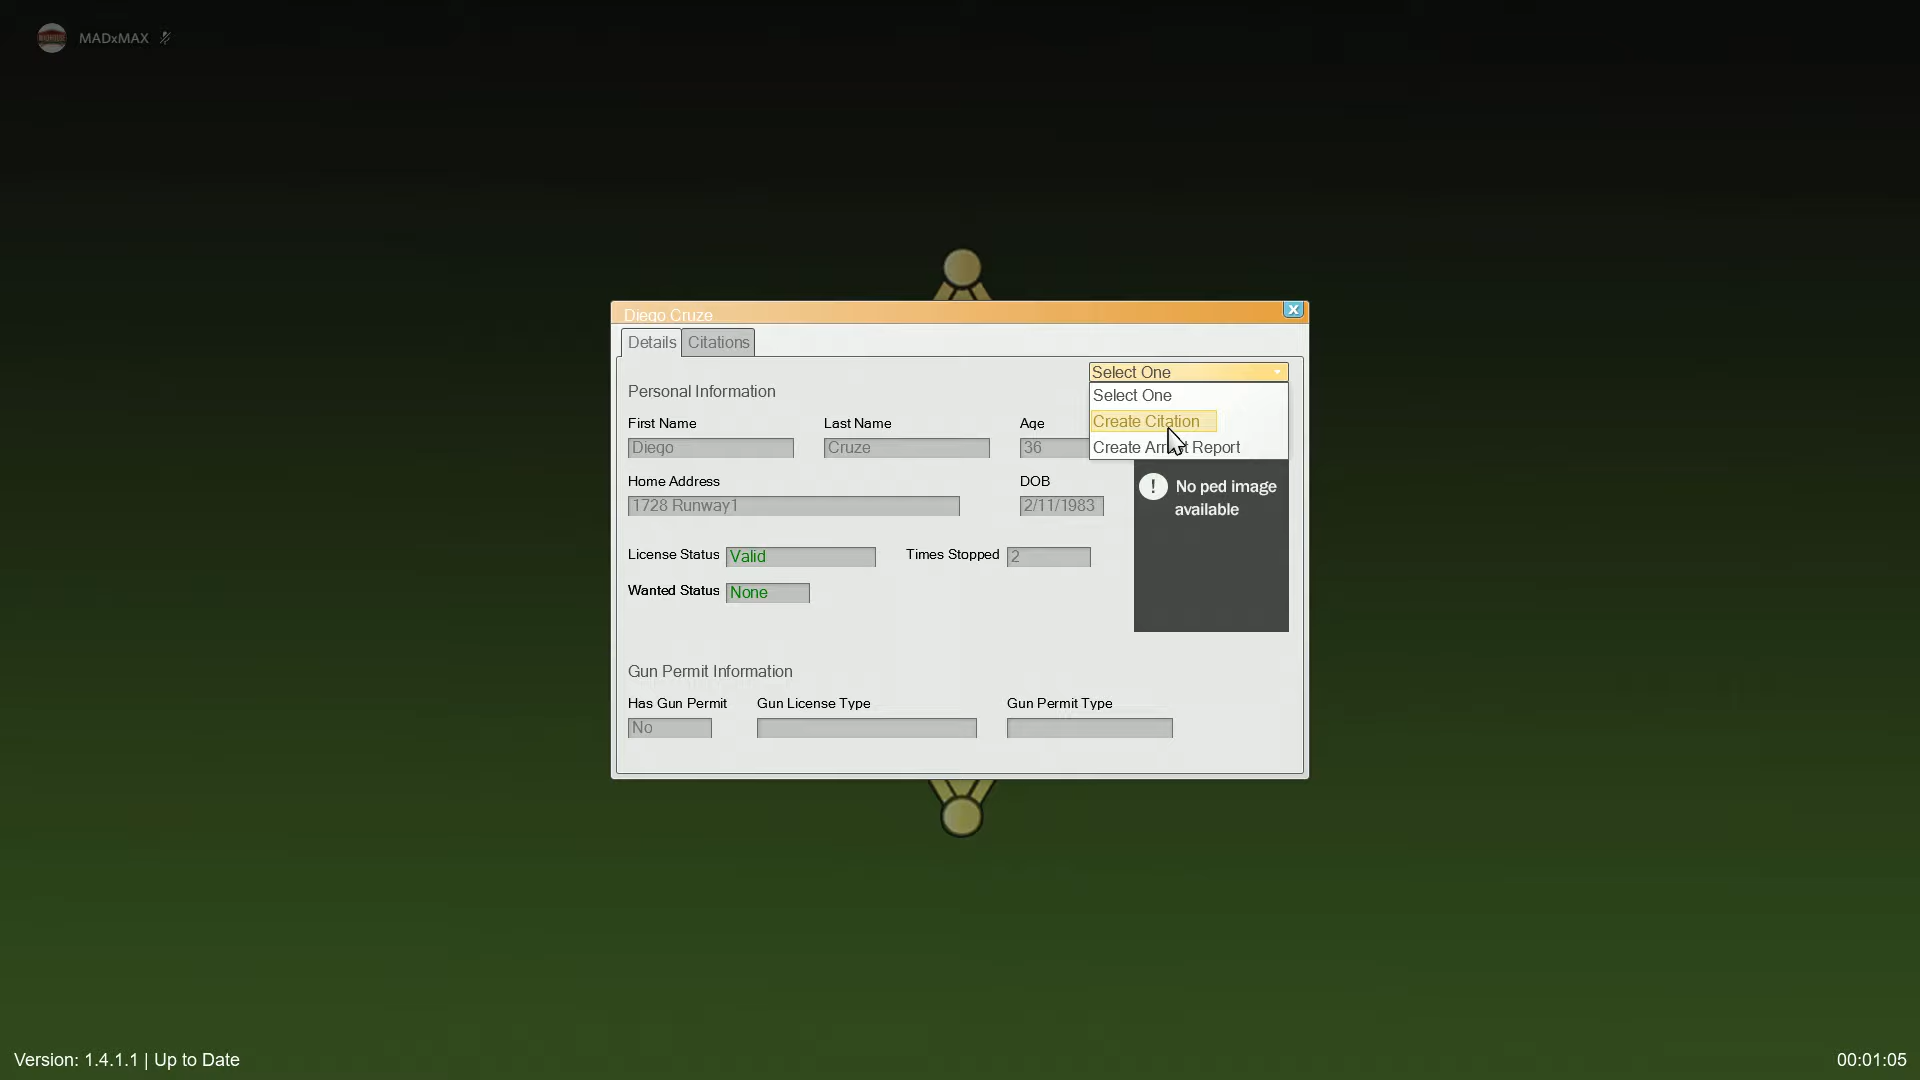 MADxMAX
Diego Cruze
Details Citations
Select One
Select One
Create Citation
Create Arrest Report
Personal Information
First Name Last Name Age
Diego Cruze 36
Home Address DOB
1728 Runway1 2/11/1983
! No ped image
available
License Status Valid Times Stopped 2
Wanted Status None
Gun Permit Information
Has Gun Permit Gun License Type Gun Permit Type
No
Version: 1.4.1.1 | Up to Date
00:01:05